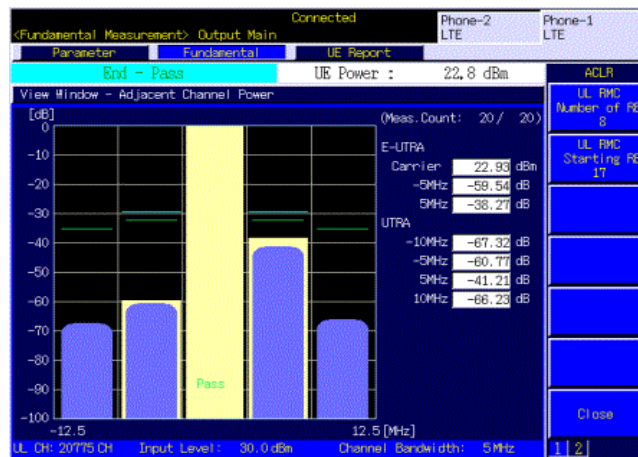 Connected
Phone-2
LTE
Phone-1
LTE
<Fundamental Measurement> Output Main
Parameter
Fundamental
UE Report
End - Pass
UE Power :
22.8 dBm
ACLR
View Window - Adjacent Channel Power
UL RMC
Number of RB
8
UL RMC
Starting RB
17
Close
1
2
[dB]
(Meas.Count: 20/ 20)
0
-10
-20
-30
-40
-50
-60
-70
-80
-90
-100
E-UTRA
Carrier 22.93 dBm
-5MHz -59.54 dB
5MHz -38.27 dB
UTRA
-10MHz -67.32 dB
-5MHz -60.77 dB
5MHz -41.21 dB
10MHz -66.23 dB
Pass
-12.5
12.5[MHz]
UL CH: 20775 CH Input Level: 30.0 dBm Channel Bandwidth: 5 MHz